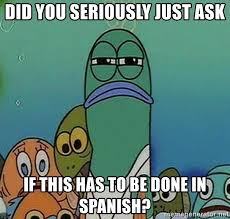 DID YOU SERIOUSLY JUST ASK
IF THIS HAS TO BE DONE IN
SPANISH?
memegenerator.net